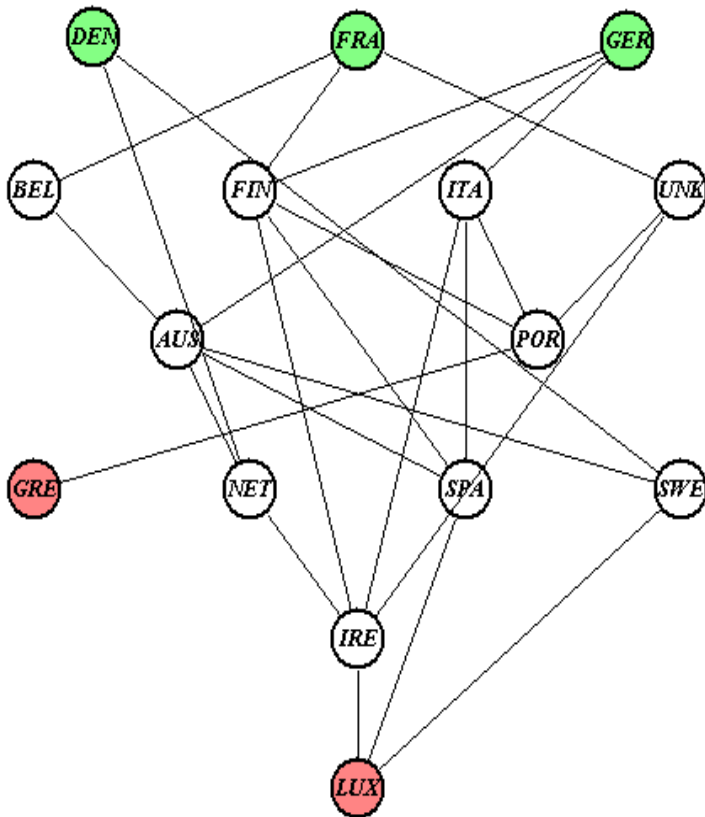 DEN FRA GER
BEL FIN ITA UNK
AUS POR
GRE NET SPA SWE
IRE
LUX